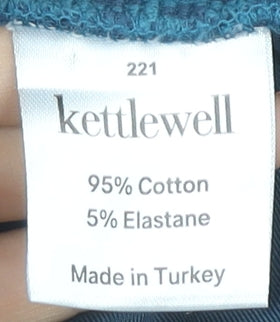 221
kettlewell
95% Cotton
5% Elastane
Made in Turkey